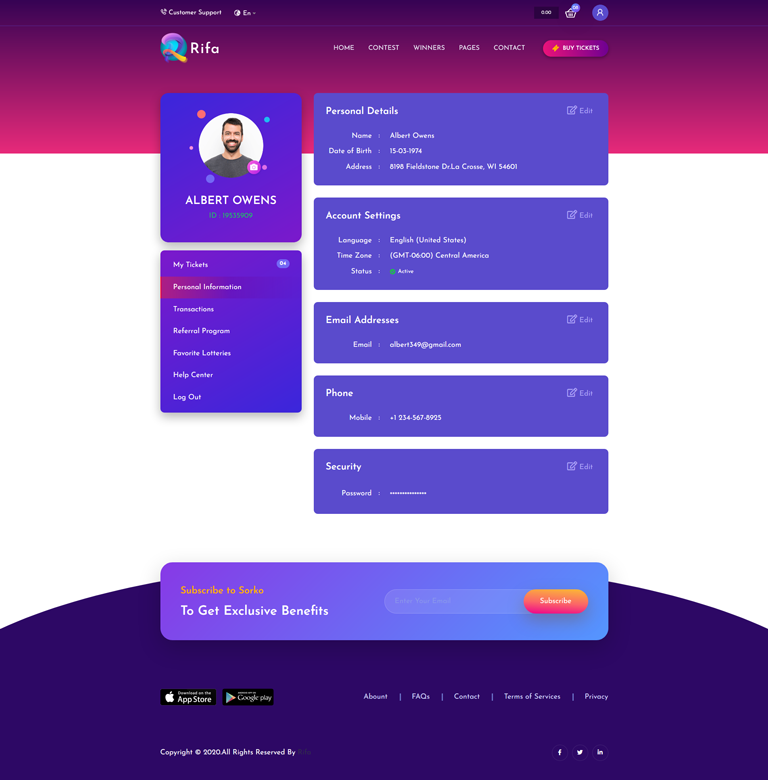 Customer Support
En
0.00
04
Rifa
HOME
CONTEST
WINNERS
PAGES
CONTACT
BUY TICKETS
ALBERT OWENS
ID : 19535909
My Tickets
04
Personal Information
Transactions
Referral Program
Favorite Lotteries
Help Center
Log Out
Personal Details
Edit
Name : Albert Owens
Date of Birth : 15-03-1974
Address : 8198 Fieldstone Dr.La Crosse, WI 54601
Account Settings
Edit
Language : English (United States)
Time Zone : (GMT-06:00) Central America
Status : Active
Email Addresses
Edit
Email : albert349@gmail.com
Phone
Edit
Mobile : +1 234-567-8925
Security
Edit
Password : •••••••••••••••
Subscribe to Sorko
To Get Exclusive Benefits
Enter Your Email
Subscribe
Download on the
App Store
Google play
Abount | FAQs | Contact | Terms of Services | Privacy
Copyright © 2020.All Rights Reserved By Rifa